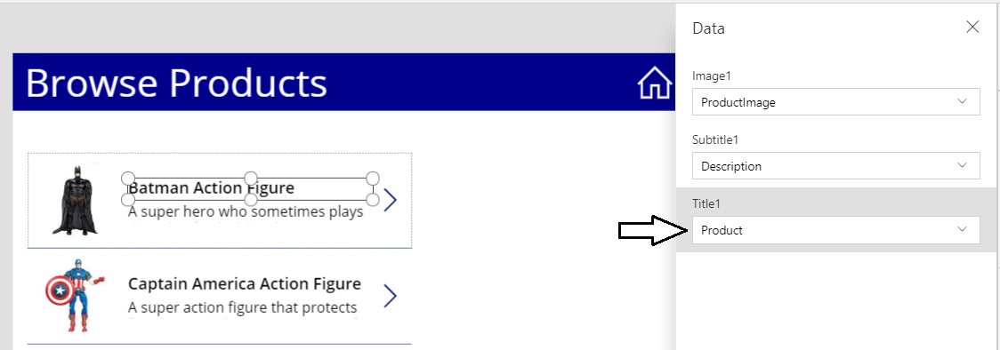 Browse Products
Batman Action Figure
A super hero who sometimes plays
Captain America Action Figure
A super action figure that protects
Data
Image1
ProductImage
Subtitle1
Description
Title1
Product